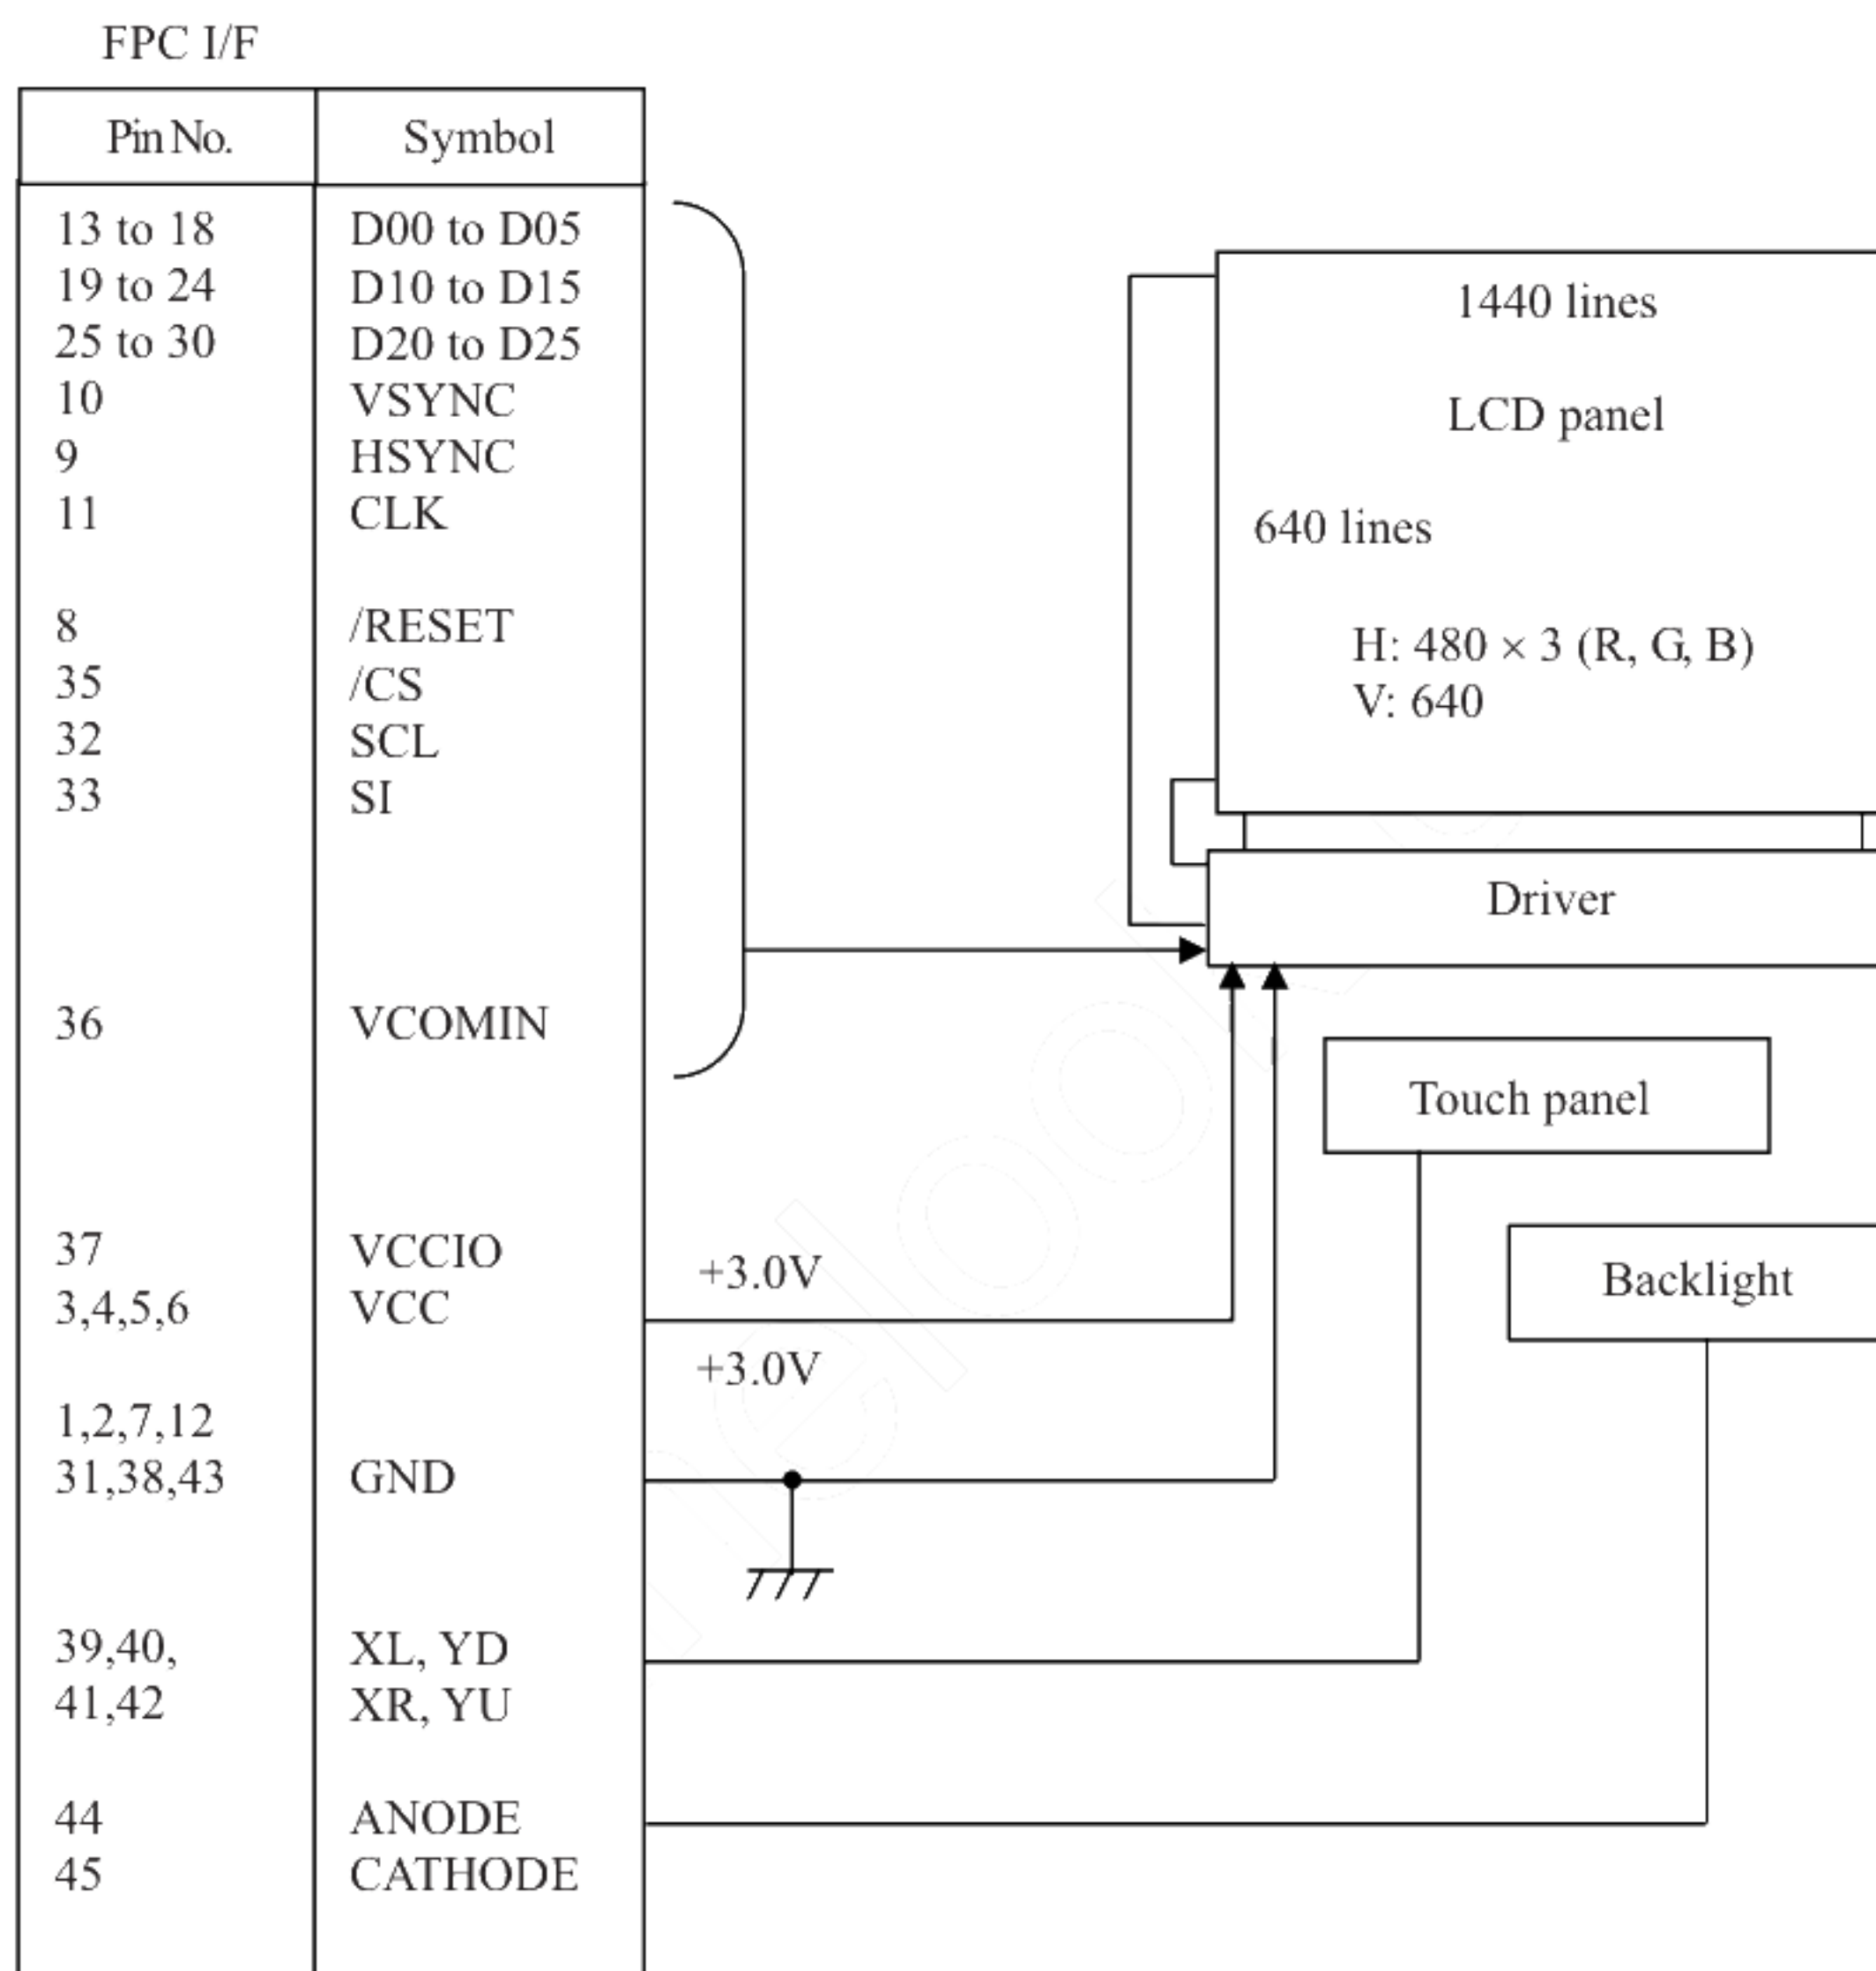 FPC I/F
Pin No. Symbol
13 to 18 D00 to D05
19 to 24 D10 to D15
25 to 30 D20 to D25
10 VSYNC
9 HSYNC
11 CLK
8 /RESET
35 /CS
32 SCL
33 SI
36 VCOMIN
37 VCCIO
3,4,5,6 VCC
1,2,7,12
31,38,43 GND
39,40, XL, YD
41,42 XR, YU
44 ANODE
45 CATHODE
+3.0V
+3.0V
1440 lines
LCD panel
640 lines
H: 480 × 3 (R, G, B)
V: 640
Driver
Touch panel
Backlight